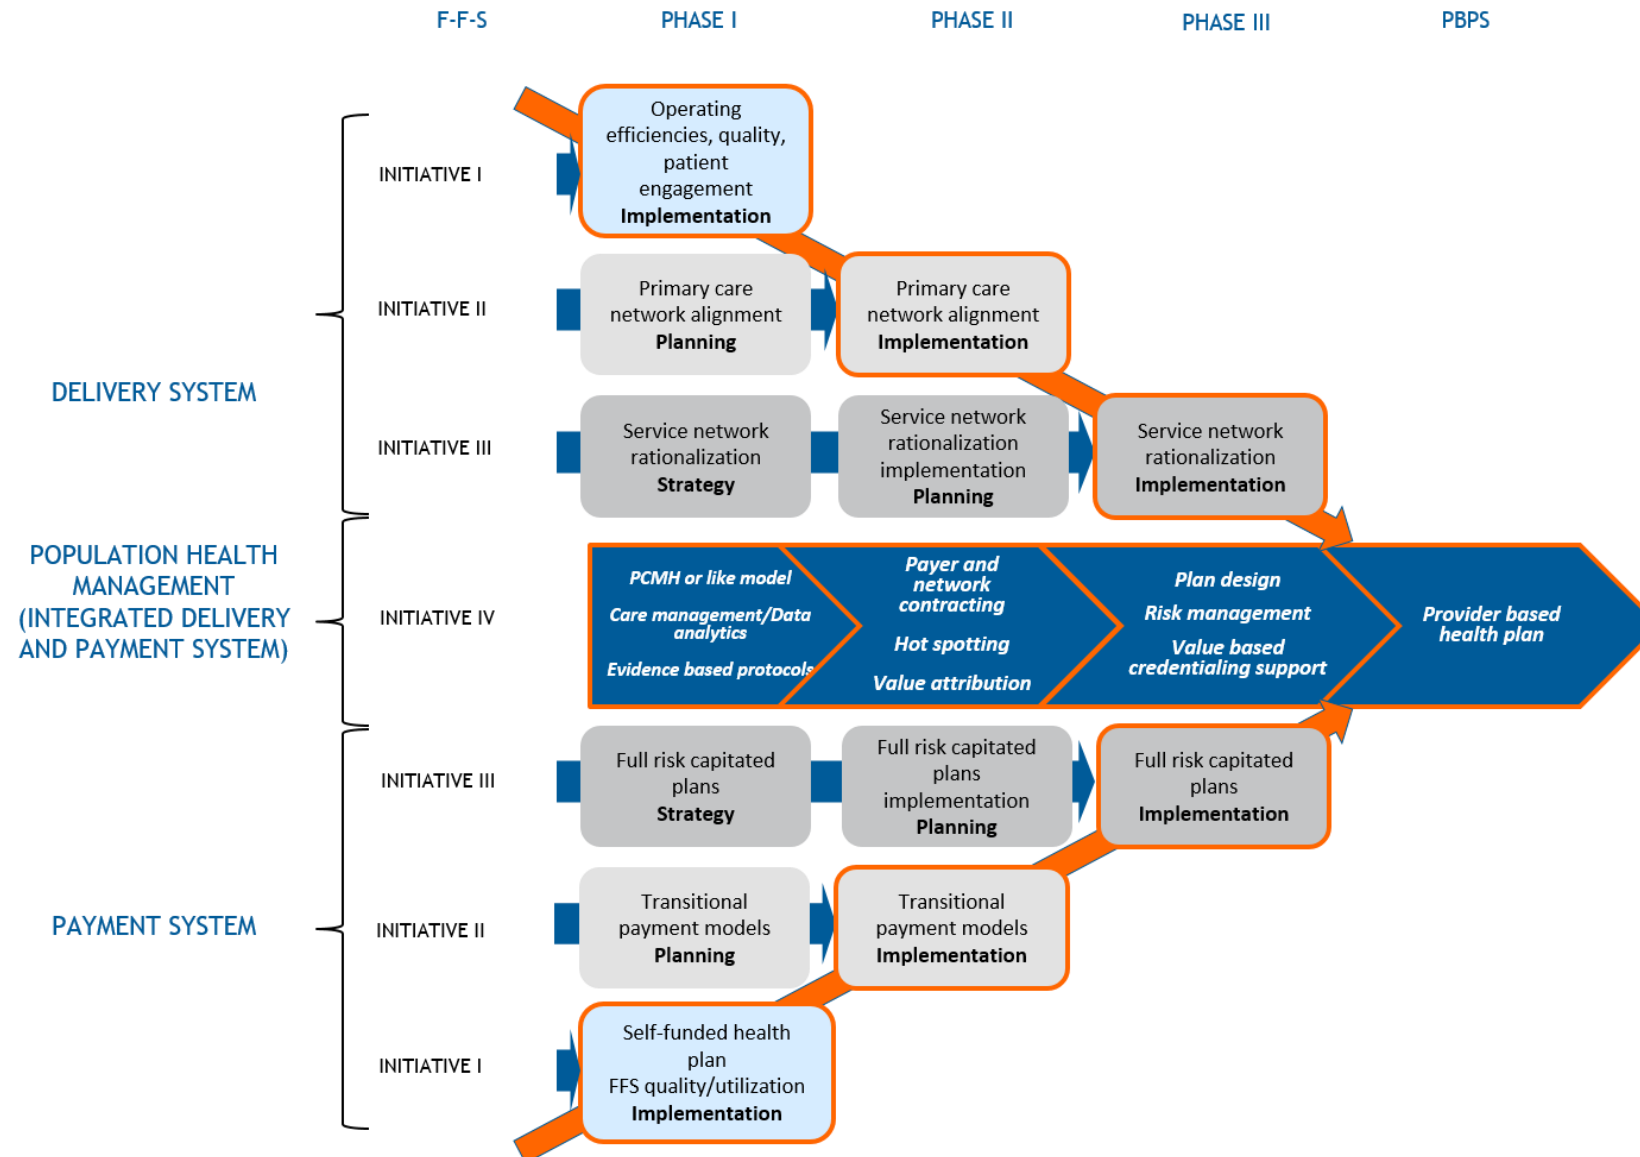 F-F-S
PHASE I
PHASE II
PHASE III
PBPS
DELIVERY SYSTEM
INITIATIVE I
Operating
efficiencies, quality,
patient
engagement
Implementation
INITIATIVE II
Primary care
network alignment
Planning
Primary care
network alignment
Implementation
INITIATIVE III
Service network
rationalization
Strategy
Service network
rationalization
implementation
Planning
Service network
rationalization
Implementation
POPULATION HEALTH
MANAGEMENT
(INTEGRATED DELIVERY
AND PAYMENT SYSTEM)
INITIATIVE IV
PCMH or like model
Care management/Data
analytics
Evidence based protocols
Payer and
network
contracting
Hot spotting
Value attribution
Plan design
Risk management
Value based
credentialing support
Provider based
health plan
PAYMENT SYSTEM
INITIATIVE III
Full risk capitated
plans
Strategy
Full risk capitated
plans
implementation
Planning
Full risk capitated
plans
Implementation
INITIATIVE II
Transitional
payment models
Planning
Transitional
payment models
Implementation
INITIATIVE I
Self-funded health
plan
FFS quality/utilization
Implementation